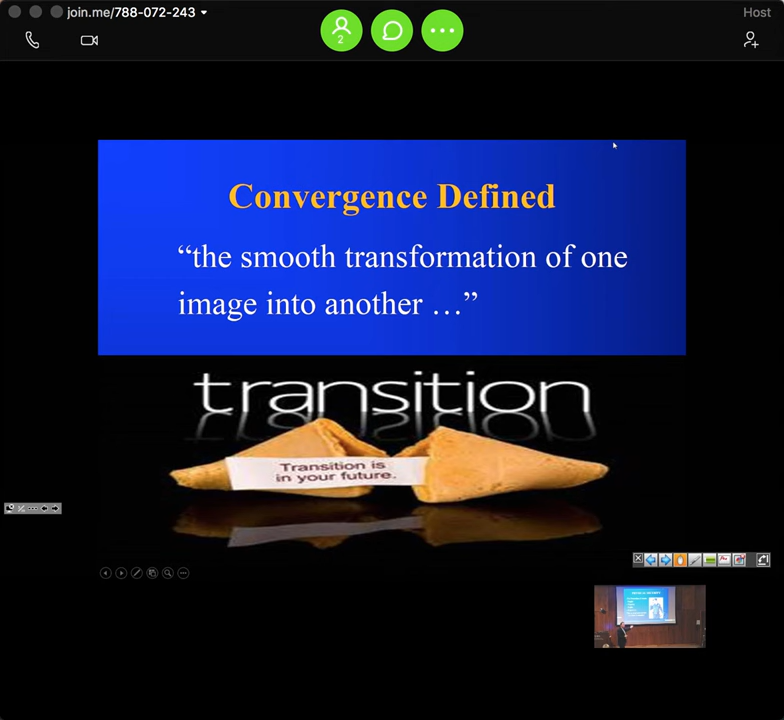 join.me/788-072-243
Host
2
Convergence Defined
“the smooth transformation of one
image into another …”
transition
Transition is
in your future.